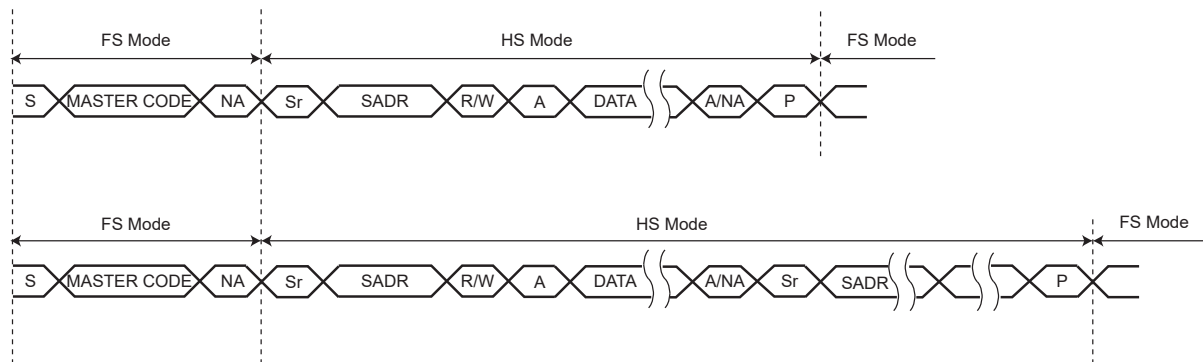 FS Mode HS Mode FS Mode
S MASTER CODE NA Sr SADR R/W A DATA A/NA P
FS Mode HS Mode FS Mode
S MASTER CODE NA Sr SADR R/W A DATA A/NA Sr SADR P